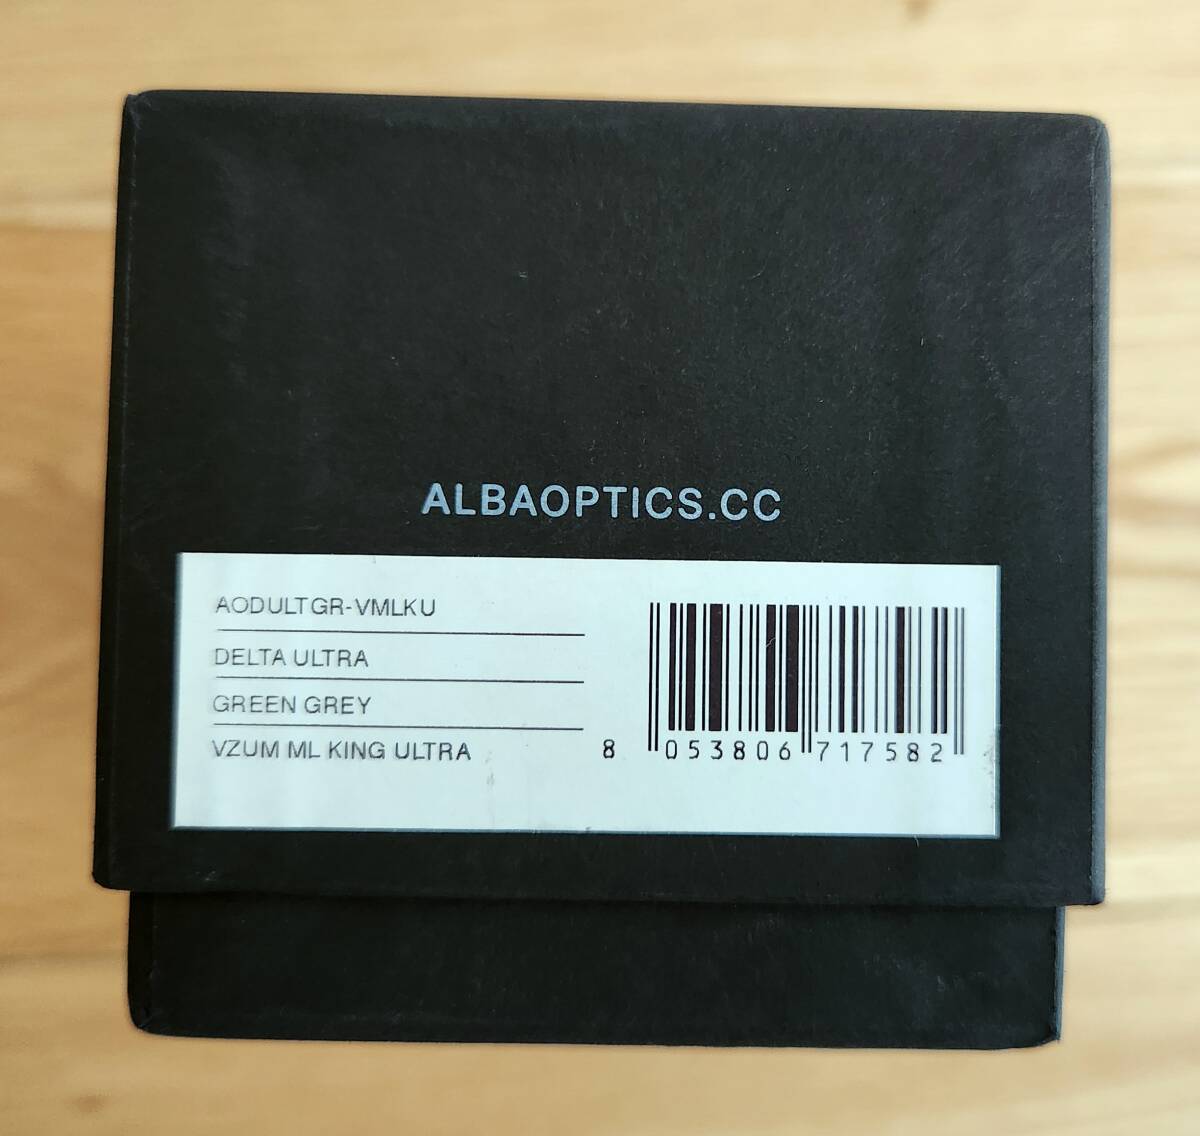 ALBAOPTICS.CC
AODULTGR-VMLKU
DELTA ULTRA
GREEN GREY
VZUM ML KING ULTRA
8 053806 717582